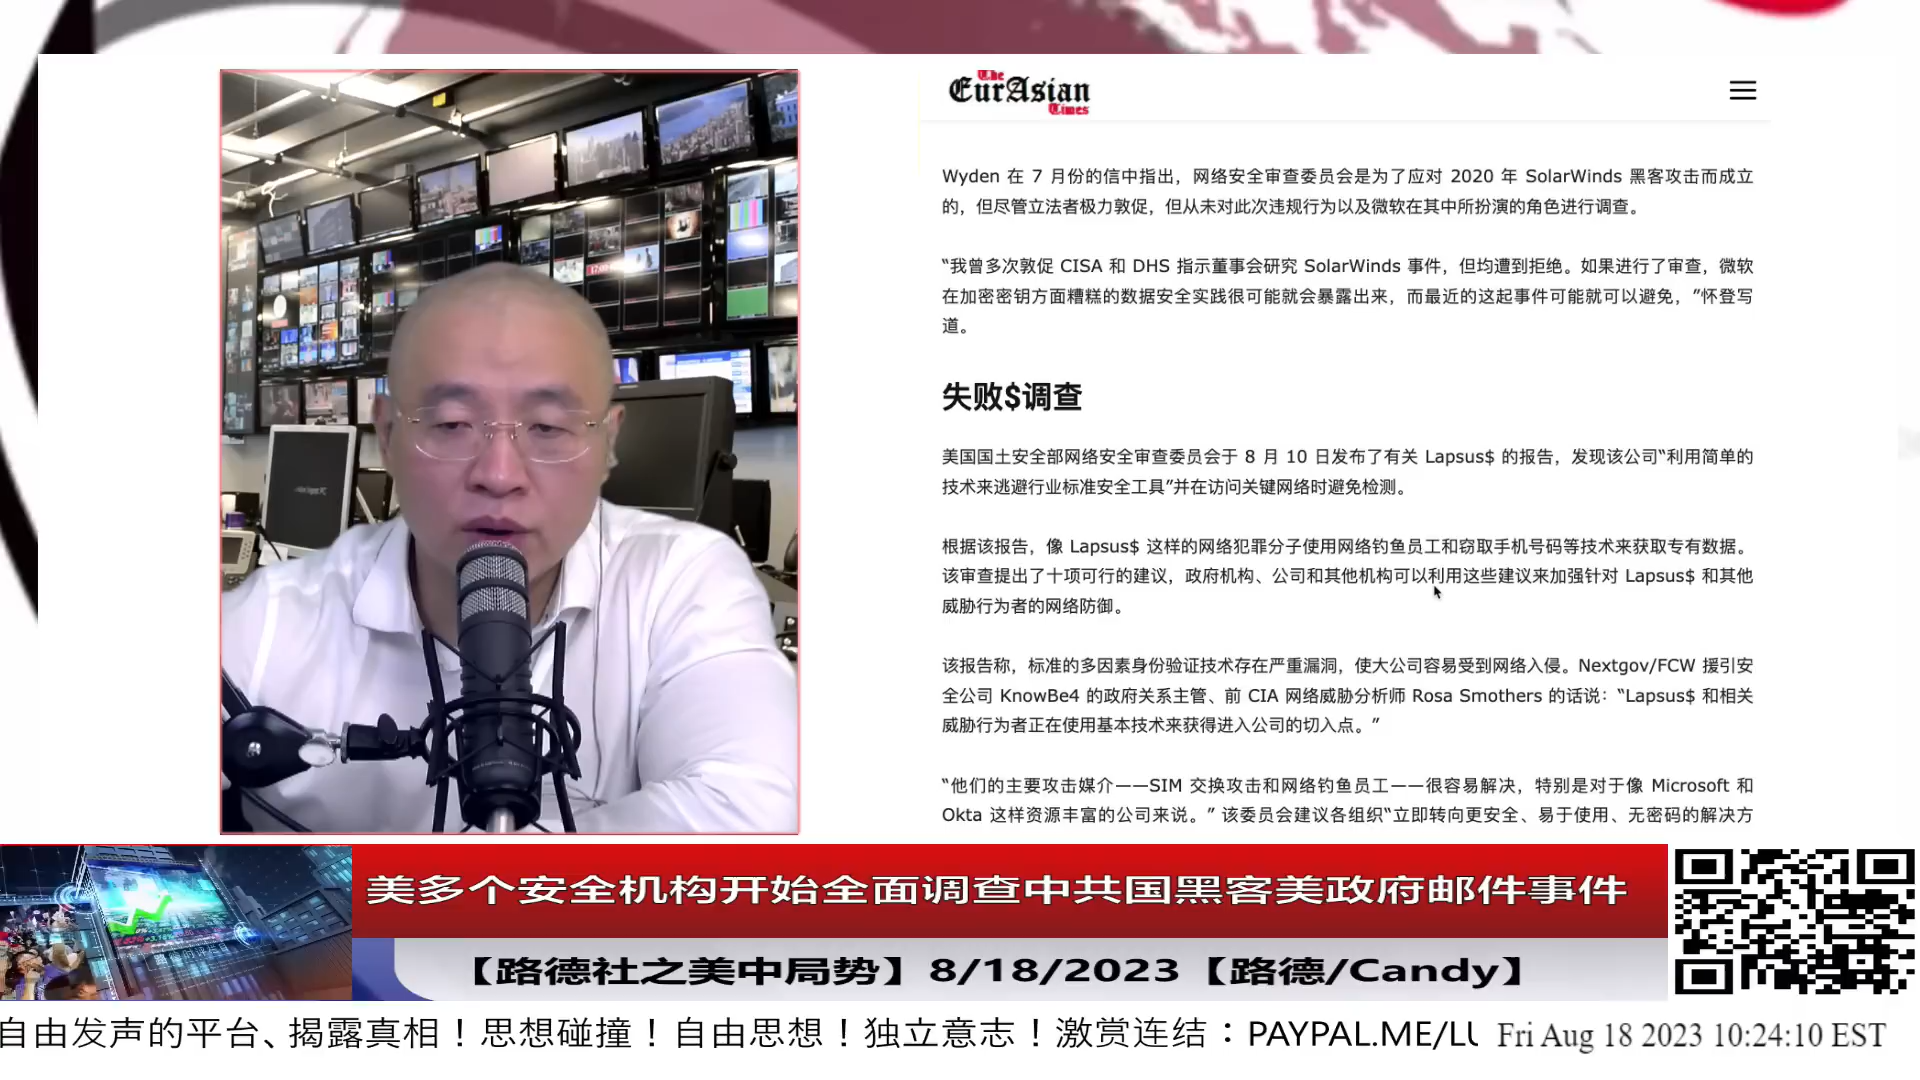 The
EurAsian
Times
Wyden 在 7 月份的信中指出，网络安全审查委员会是为了应对 2020 年 SolarWinds 黑客攻击而成立
的，但尽管立法者极力敦促，但从未对此次违规行为以及微软在其中所扮演的角色进行调查。
“我曾多次敦促 CISA 和 DHS 指示董事会研究 SolarWinds 事件，但均遭到拒绝。如果进行了审查，微软
在加密密钥方面糟糕的数据安全实践很可能就会暴露出来，而最近的这起事件可能就可以避免，”怀登写
道。
失败$调查
美国国土安全部网络安全审查委员会于 8 月 10 日发布了有关 Lapsus$ 的报告，发现该公司“利用简单的
技术来逃避行业标准安全工具”并在访问关键网络时避免检测。
根据该报告，像 Lapsus$ 这样的网络犯罪分子使用网络钓鱼员工和窃取手机号码等技术来获取专有数据。
该审查提出了十项可行的建议，政府机构、公司和其他机构可以利用这些建议来加强针对 Lapsus$ 和其他
威胁行为者的网络防御。
该报告称，标准的多因素身份验证技术存在严重漏洞，使大公司容易受到网络入侵。Nextgov/FCW 援引安
全公司 KnowBe4 的政府关系主管、前 CIA 网络威胁分析师 Rosa Smothers 的话说：“Lapsus$ 和相关
威胁行为者正在使用基本技术来获得进入公司的切入点。”
“他们的主要攻击媒介——SIM 交换攻击和网络钓鱼员工——很容易解决，特别是对于像 Microsoft 和
Okta 这样资源丰富的公司来说。” 该委员会建议各组织“立即转向更安全、易于使用、无密码的解决方
美多个安全机构开始全面调查中共国黑客美政府邮件事件
【路德社之美中局势】8/18/2023【路德/Candy】
自由发声的平台、揭露真相！思想碰撞！自由思想！独立意志！激赏连结：PAYPAL.ME/LU
Fri Aug 18 2023 10:24:10 EST